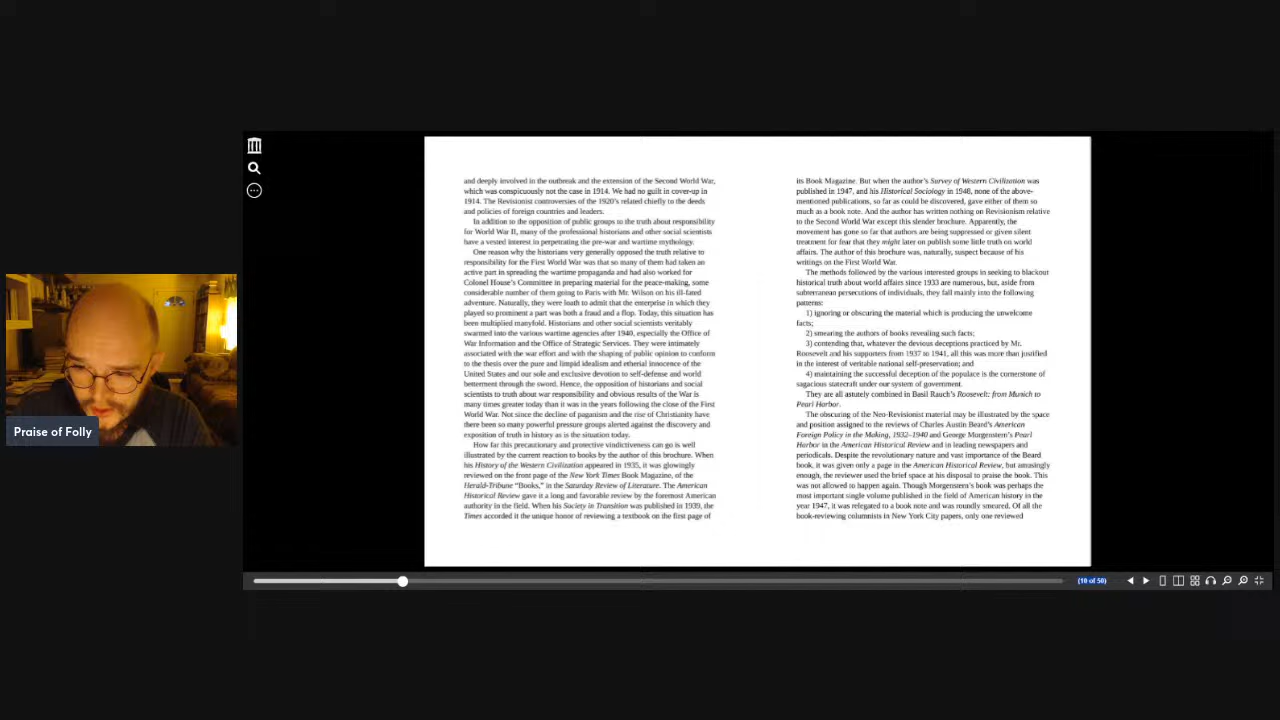 and deeply involved in the outbreak and the extension of the Second World War,
which was conspicuously not the case in 1914. We had no guilt in cover-up in
1914. The Revisionist controversies of the 1920's related chiefly to the deeds
and policies of foreign countries and leaders.
In addition to the opposition of public groups to the truth about responsibility
for World War II, many of the professional historians and other social scientists
have a vested interest in perpetrating the pre-war and wartime mythology.
One reason why the historians very generally opposed the truth relative to
responsibility for the First World War was that so many of them had taken an
active part in spreading the wartime propaganda and had also worked for
Colonel House's Committee in preparing material for the peace-making, some
considerable number of them going to Paris with Mr. Wilson on his ill-fated
adventure. Naturally, they were loath to admit that the enterprise in which they
played so prominent a part was both a fraud and a flop. Today, this situation has
been multiplied manyfold. Historians and other social scientists veritably
swarmed into the various wartime agencies after 1940, especially the Office of
War Information and the Office of Strategic Services. They were intimately
associated with the war effort and with the shaping of public opinion to conform
to the thesis over the pure and limpid idealism and etherial innocence of the
United States and our sole and exclusive devotion to self-defense and world
betterment through the sword. Hence, the opposition of historians and social
scientists to truth about war responsibility and obvious results of the War is
many times greater today than it was in the years following the close of the First
World War. Not since the decline of paganism and the rise of Christianity have
there been so many powerful pressure groups alerted against the discovery and
exposition of truth in history as is the situation today.
How far this precautionary and protective vindictiveness can go is well
illustrated by the current reaction to books by the author of this brochure. When
his History of the Western Civilization appeared in 1935, it was glowingly
reviewed on the front page of the New York Times Book Magazine, of the
Herald-Tribune "Books," in the Saturday Review of Literature. The American
Historical Review gave it a long and favorable review by the foremost American
authority in the field. When his Society in Transition was published in 1939, the
Times accorded it the unique honor of reviewing a textbook on the first page of
its Book Magazine. But when the author's Survey of Western Civilization was
published in 1947, and his Historical Sociology in 1948, none of the above-
mentioned publications, so far as could be discovered, gave either of them so
much as a book note. And the author has written nothing on Revisionism relative
to the Second World War except this slender brochure. Apparently, the
movement has gone so far that authors are being suppressed or given silent
treatment for fear that they might later on publish some little truth on world
affairs. The author of this brochure was, naturally, suspect because of his
writings on the First World War.
The methods followed by the various interested groups in seeking to blackout
historical truth about world affairs since 1933 are numerous, but, aside from
subterranean persecutions of individuals, they fall mainly into the following
patterns:
1) ignoring or obscuring the material which is producing the unwelcome
facts;
2) smearing the authors of books revealing such facts;
3) contending that, whatever the devious deceptions practiced by Mr.
Roosevelt and his supporters from 1937 to 1941, all this was more than justified
in the interest of veritable national self-preservation; and
4) maintaining the successful deception of the populace is the cornerstone of
sagacious statecraft under our system of government.
They are all astutely combined in Basil Rauch's Roosevelt: from Munich to
Pearl Harbor.
The obscuring of the Neo-Revisionist material may be illustrated by the space
and position assigned to the reviews of Charles Austin Beard's American
Foreign Policy in the Making, 1932–1940 and George Morgenstern's Pearl
Harbor in the American Historical Review and in leading newspapers and
periodicals. Despite the revolutionary nature and vast importance of the Beard
book, it was given only a page in the American Historical Review, but amusingly
enough, the reviewer used the brief space at his disposal to praise the book. This
was not allowed to happen again. Though Morgenstern's book was perhaps the
most important single volume published in the field of American history in the
year 1947, it was relegated to a book note and was roundly smeared. Of all the
book-reviewing columnists in New York City papers, only one reviewed
Praise of Folly
(10 of 50)